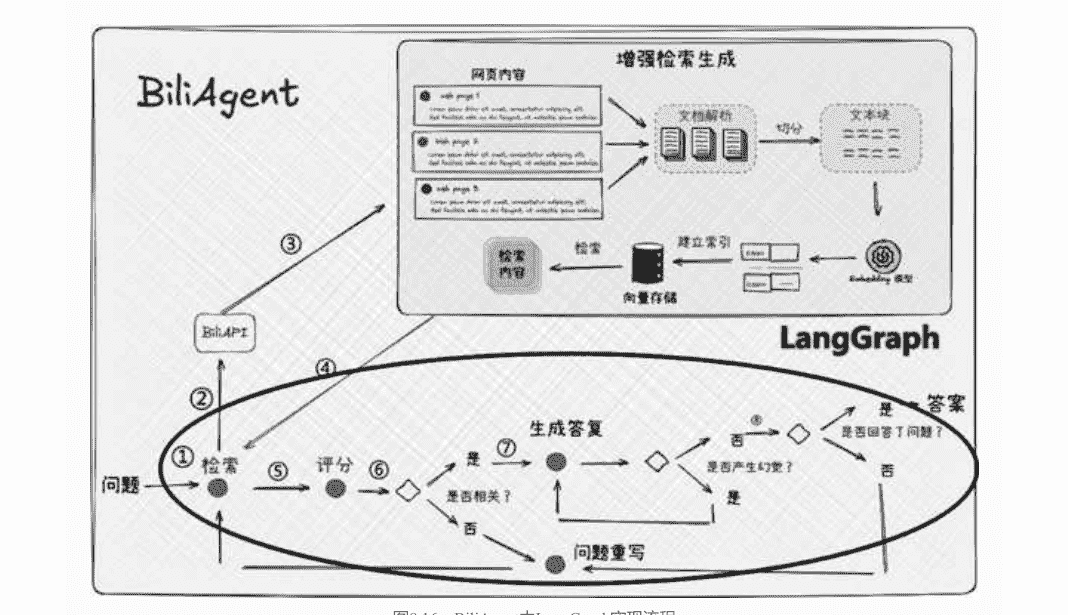 BiliAgent
增强检索生成
网页内容
web page 1
web page 2
web page 3
文档解析
切分
文本块
Embedding 模型
建立索引
向量存储
检索
检索
内容
③
BiliAPI
LangGraph
④
②
答案
是
⑧
否
是否回答了问题?
生成答复
①
检索
⑤
评分
⑥
是
⑦
是否产生幻觉?
否
问题
是否相关?
是
否
问题重写